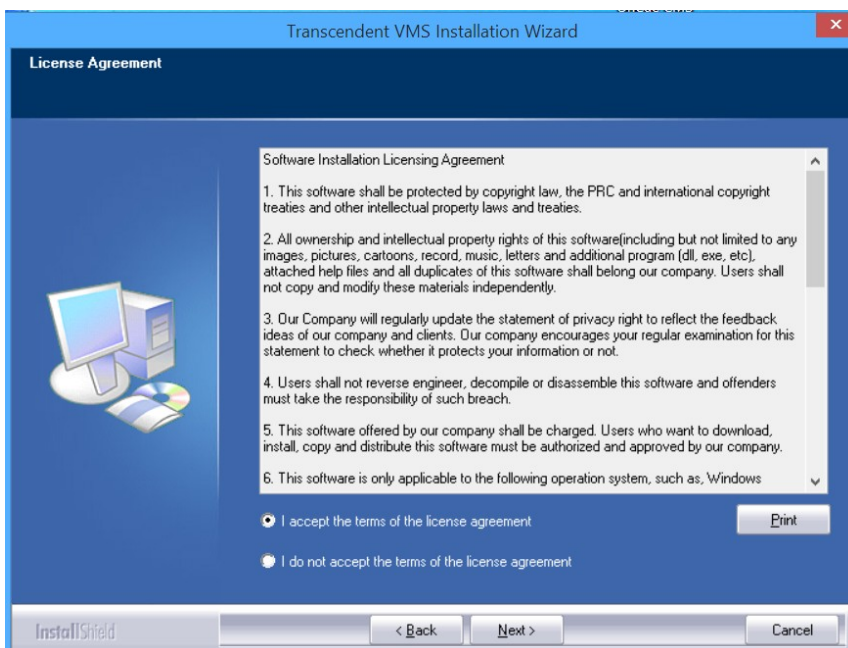 Transcendent VMS Installation Wizard
License Agreement
Software Installation Licensing Agreement
1. This software shall be protected by copyright law, the PRC and international copyright
treaties and other intellectual property laws and treaties.
2. All ownership and intellectual property rights of this software(including but not limited to any
images, pictures, cartoons, record, music, letters and additional program (dll, exe, etc),
attached help files and all duplicates of this software shall belong our company. Users shall
not copy and modify these materials independently.
3. Our Company will regularly update the statement of privacy right to reflect the feedback
ideas of our company and clients. Our company encourages your regular examination for this
statement to check whether it protects your information or not.
4. Users shall not reverse engineer, decompile or disassemble this software and offenders
must take the responsibility of such breach.
5. This software offered by our company shall be charged. Users who want to download,
install, copy and distribute this software must be authorized and approved by our company.
6. This software is only applicable to the following operation system, such as, Windows
I accept the terms of the license agreement
Print
I do not accept the terms of the license agreement
InstallShield
< Back
Next >
Cancel